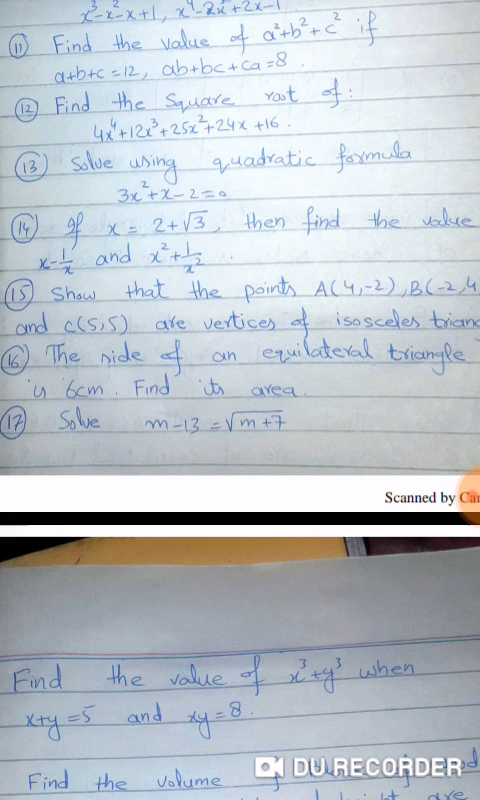 x³-x²-x+1, x⁴-2x³+2x-1
(11) Find the value of a²+b²+c² if
a+b+c=12, ab+bc+ca=8.
(12) Find the Square root of:
4x⁴+12x³+25x²+24x+16.
(13) Solve using quadratic formula
3x²+x-2=0
(14) If x = 2+√3, then find the value
x-1/x and x²+1/x²
(15) Show that the points A(4,-2), B(-2,4
and C(5,5) are vertices of isosceles triang
(16) The side of an equilateral triangle
is 6cm. Find its area.
(17) Solve m-13=√m+7
Scanned by Ca
Find the value of x³+y³ when
x+y=5 and xy=8.
DU RECORDER
Find the volume
are